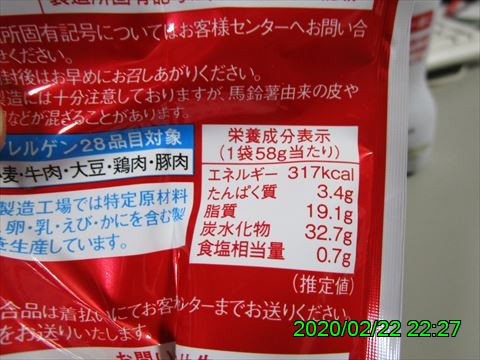 所固有記号についてはお客様センターへお問い合
せください。
封後はお早めにお召しあがりください。
造には十分注意しておりますが、馬鈴薯由来の皮や
などが混ざることがあります。
レルゲン28品目対象
麦・牛肉・大豆・鶏肉・豚肉
製造工場では特定原材料
卵・乳・えび・かにを含む製
を生産しています。
栄養成分表示
(1袋58g当たり)
エネルギー 317kcal
たんぱく質 3.4g
脂質 19.1g
炭水化物 32.7g
食塩相当量 0.7g
(推定値)
合品は着払いにてお客様センターまでお送りください。
をお送りいたします。
2020/02/22 22:27